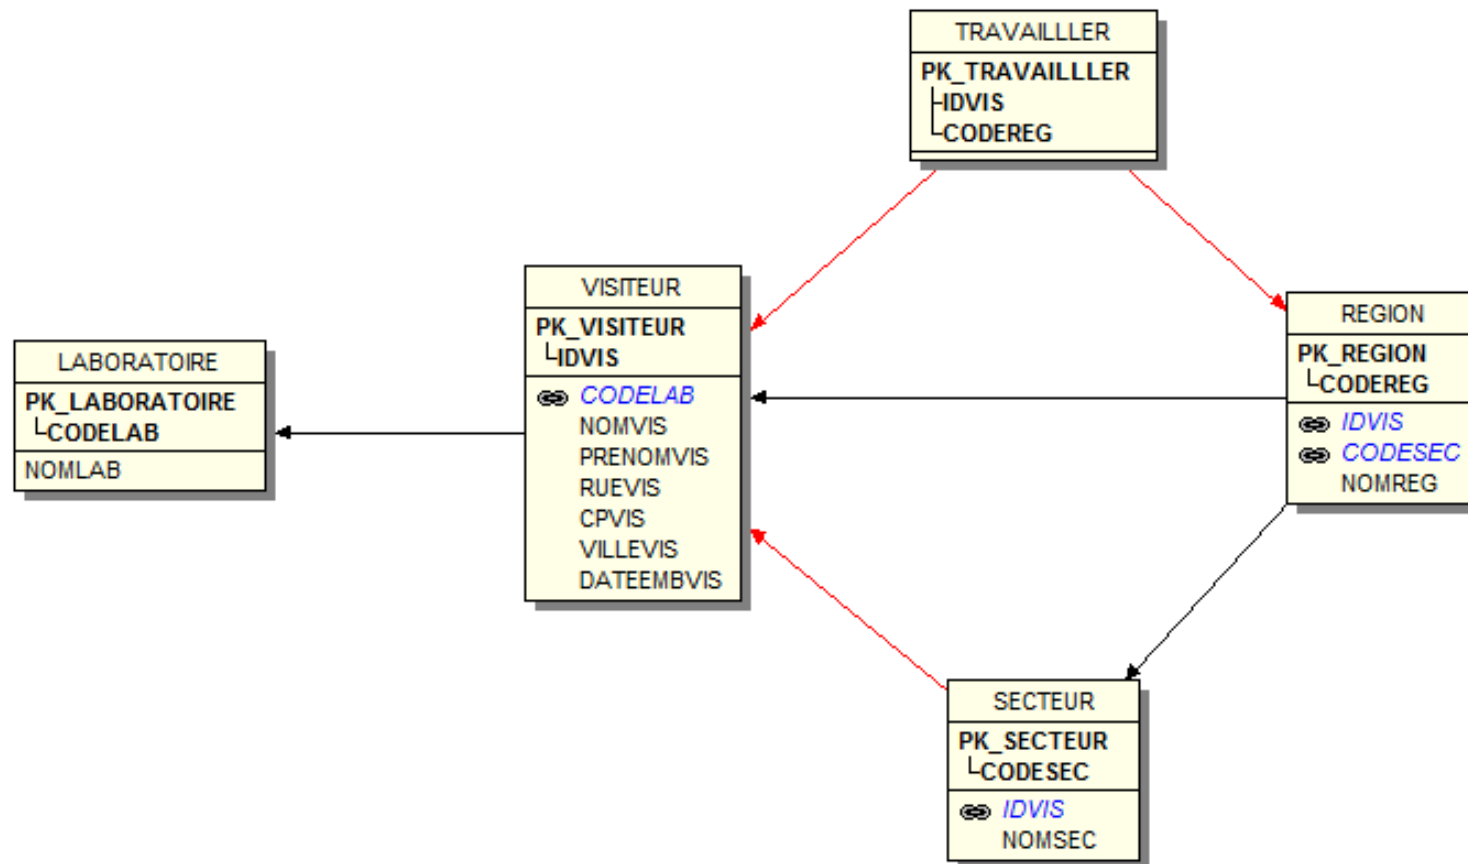 TRAVAILLLER
PK_TRAVAILLLER
IDVIS
CODEREG
VISITEUR
PK_VISITEUR
IDVIS
CODELAB
NOMVIS
PRENOMVIS
RUEVIS
CPVIS
VILLEVIS
DATEEMBVIS
REGION
PK_REGION
CODEREG
IDVIS
CODESEC
NOMREG
LABORATOIRE
PK_LABORATOIRE
CODELAB
NOMLAB
SECTEUR
PK_SECTEUR
CODESEC
IDVIS
NOMSEC